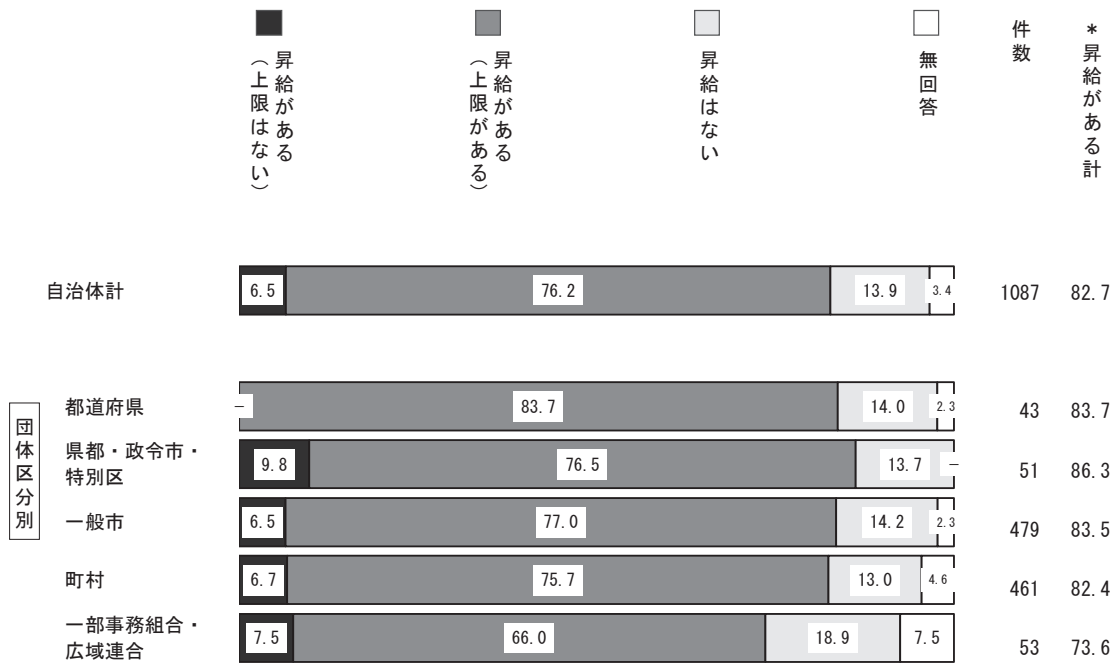 昇給がある
（上限はない）
昇給がある
（上限がある）
昇給はない
無回答
件数
*昇給がある計
自治体計 6.5 76.2 13.9 3.4 1087 82.7
団体区分別
都道府県 – 83.7 14.0 2.3 43 83.7
県都・政令市・
特別区 9.8 76.5 13.7 – 51 86.3
一般市 6.5 77.0 14.2 2.3 479 83.5
町村 6.7 75.7 13.0 4.6 461 82.4
一部事務組合・
広域連合 7.5 66.0 18.9 7.5 53 73.6